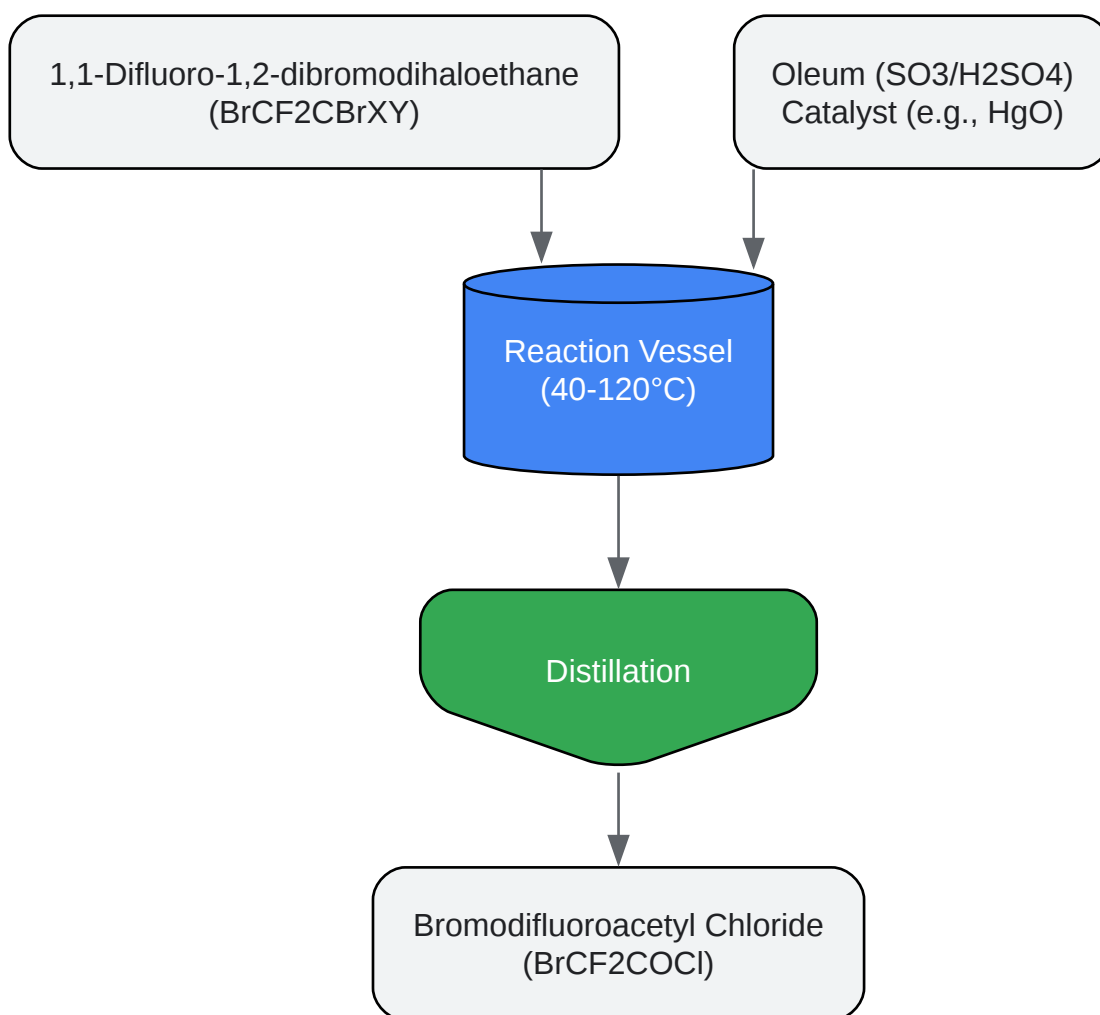 1,1-Difluoro-1,2-dibromodihaloethane
(BrCF2CBrXY)
Oleum (SO3/H2SO4)
Catalyst (e.g., HgO)
Reaction Vessel
(40-120°C)
Distillation
Bromodifluoroacetyl Chloride
(BrCF2COCl)